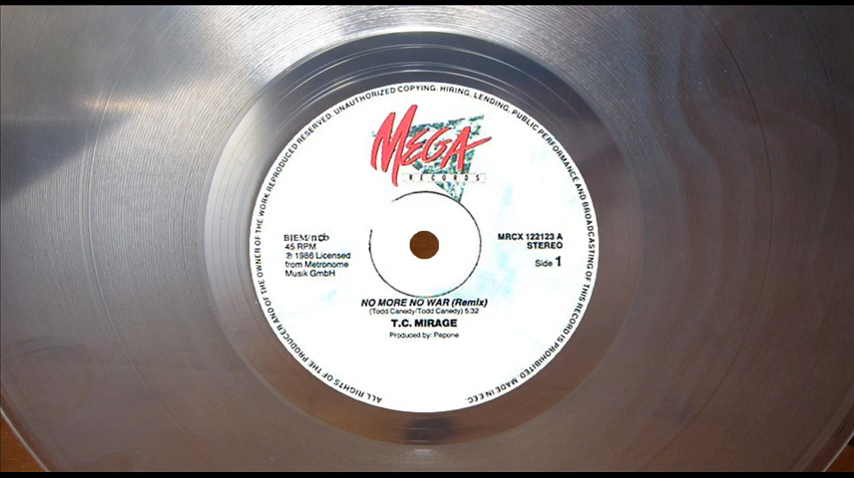 ALL RIGHTS OF THE PRODUCER AND OF THE OWNER OF THE WORK REPRODUCED RESERVED. UNAUTHORIZED COPYING, HIRING, LENDING, PUBLIC PERFORMANCE AND BROADCASTING OF THIS RECORD IS PROHIBITED. MADE IN EEC.
MEGA
RECORDS
BIEM/ncb
45 RPM
℗ 1986 Licensed
from Metronome
Musik GmbH
MRCX 122123 A
STEREO
Side 1
NO MORE NO WAR (Remix)
(Todd Canedy/Todd Canedy) 5:32
T.C. MIRAGE
Produced by: Pepone